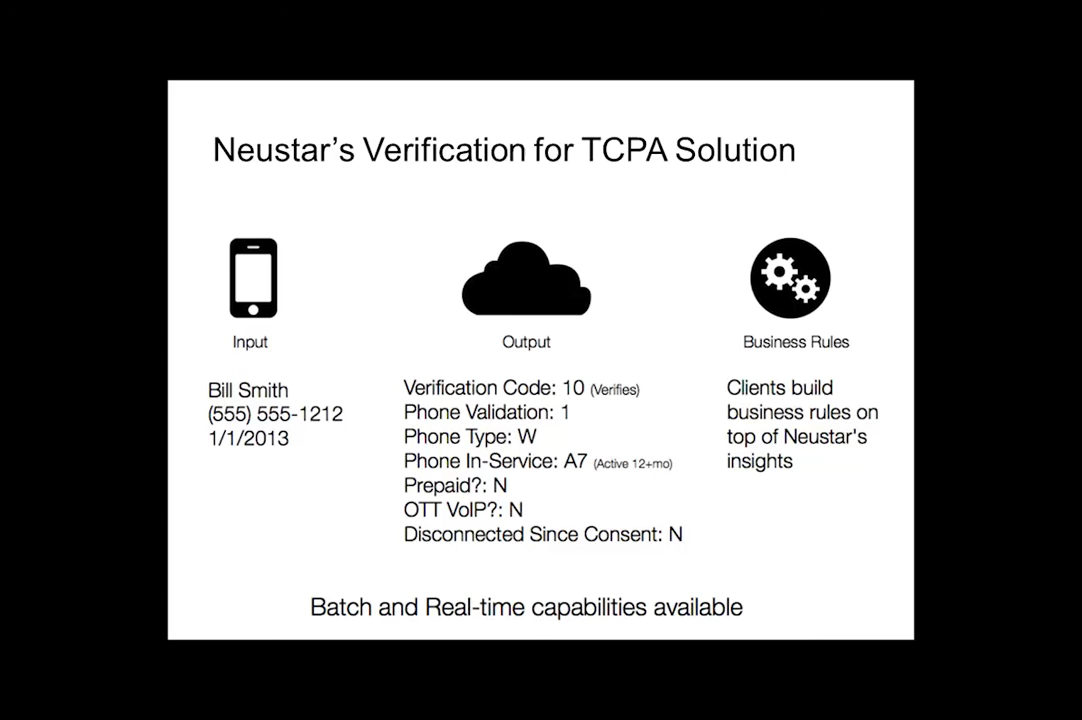 Neustar's Verification for TCPA Solution
Input
Bill Smith
(555) 555-1212
1/1/2013
Output
Verification Code: 10 (Verifies)
Phone Validation: 1
Phone Type: W
Phone In-Service: A7 (Active 12+mo)
Prepaid?: N
OTT VoIP?: N
Disconnected Since Consent: N
Business Rules
Clients build
business rules on
top of Neustar's
insights
Batch and Real-time capabilities available